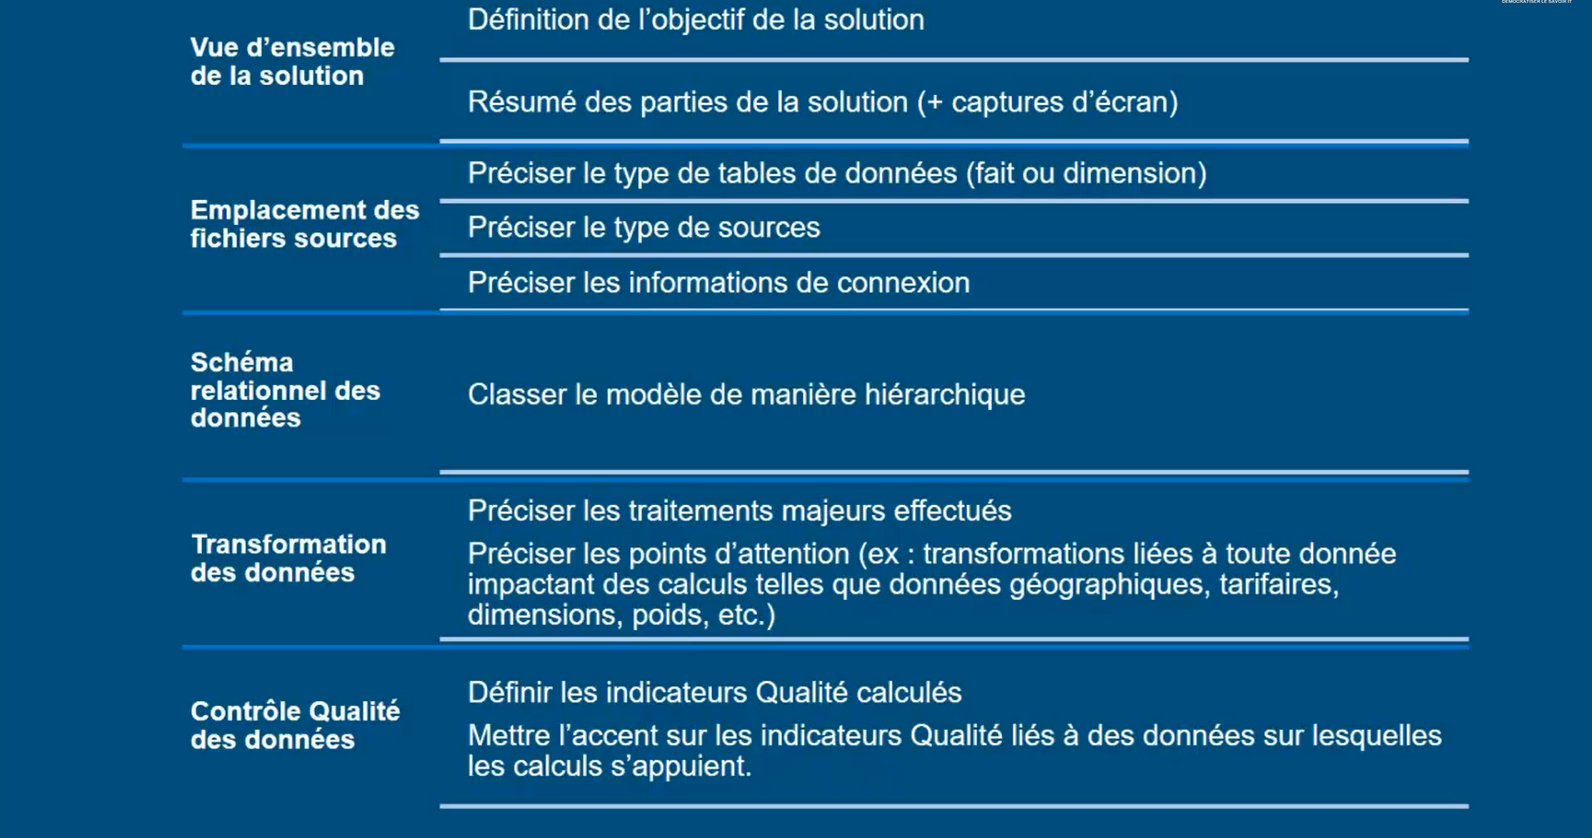 DÉMOCRATISER LE SAVOIR IT
Vue d’ensemble
de la solution
Définition de l’objectif de la solution
Résumé des parties de la solution (+ captures d’écran)
Emplacement des
fichiers sources
Préciser le type de tables de données (fait ou dimension)
Préciser le type de sources
Préciser les informations de connexion
Schéma
relationnel des
données
Classer le modèle de manière hiérarchique
Transformation
des données
Préciser les traitements majeurs effectués
Préciser les points d’attention (ex : transformations liées à toute donnée
impactant des calculs telles que données géographiques, tarifaires,
dimensions, poids, etc.)
Contrôle Qualité
des données
Définir les indicateurs Qualité calculés
Mettre l’accent sur les indicateurs Qualité liés à des données sur lesquelles
les calculs s’appuient.